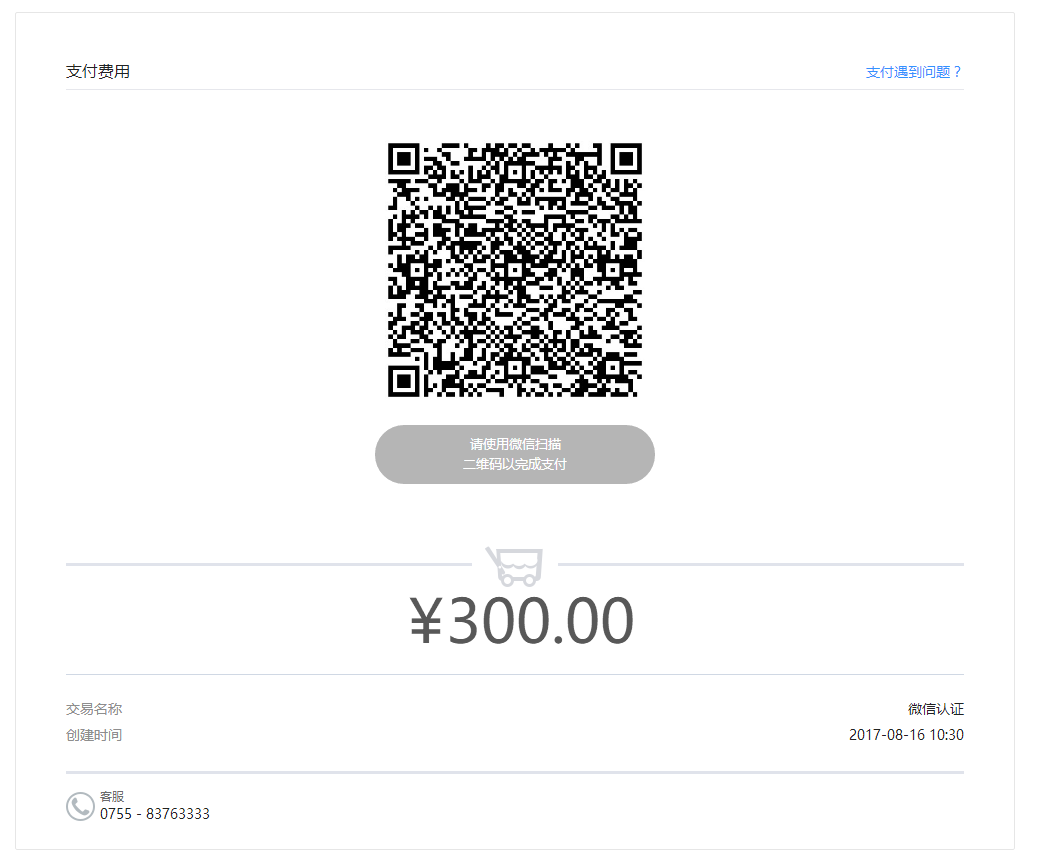 支付费用
支付遇到问题？
请使用微信扫描
二维码以完成支付
¥300.00
交易名称 微信认证
创建时间 2017-08-16 10:30
客服
0755 - 83763333